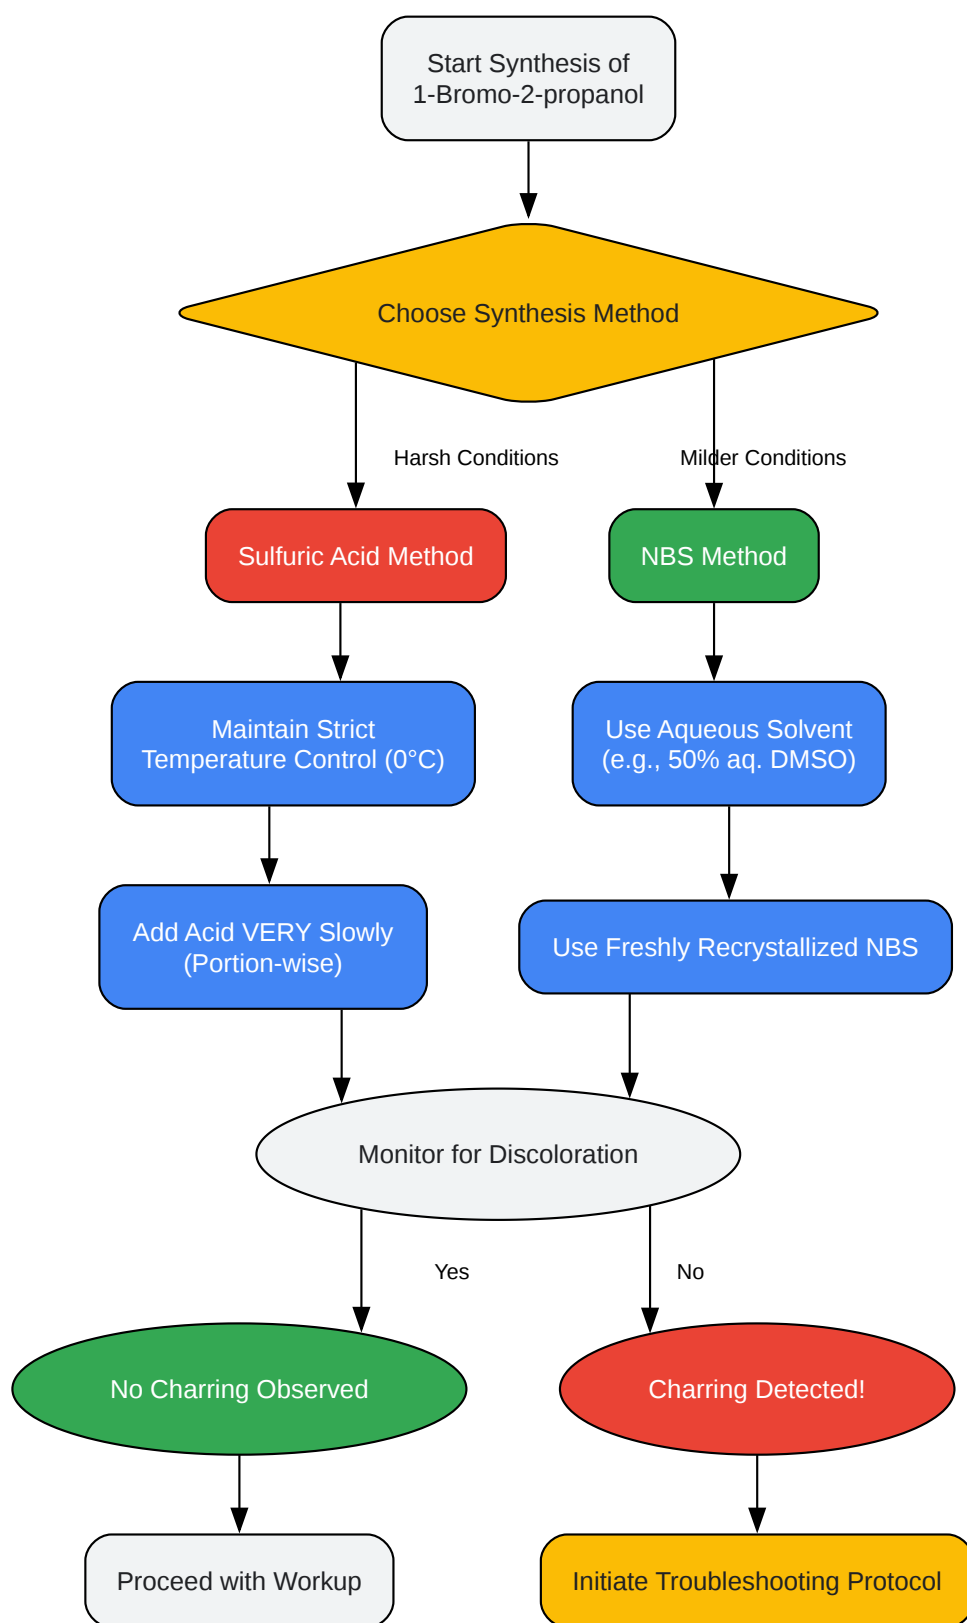 Start Synthesis of
1-Bromo-2-propanol
Choose Synthesis Method
Harsh Conditions
Milder Conditions
Sulfuric Acid Method
NBS Method
Maintain Strict
Temperature Control (0°C)
Use Aqueous Solvent
(e.g., 50% aq. DMSO)
Add Acid VERY Slowly
(Portion-wise)
Use Freshly Recrystallized NBS
Monitor for Discoloration
Yes
No
No Charring Observed
Charring Detected!
Proceed with Workup
Initiate Troubleshooting Protocol